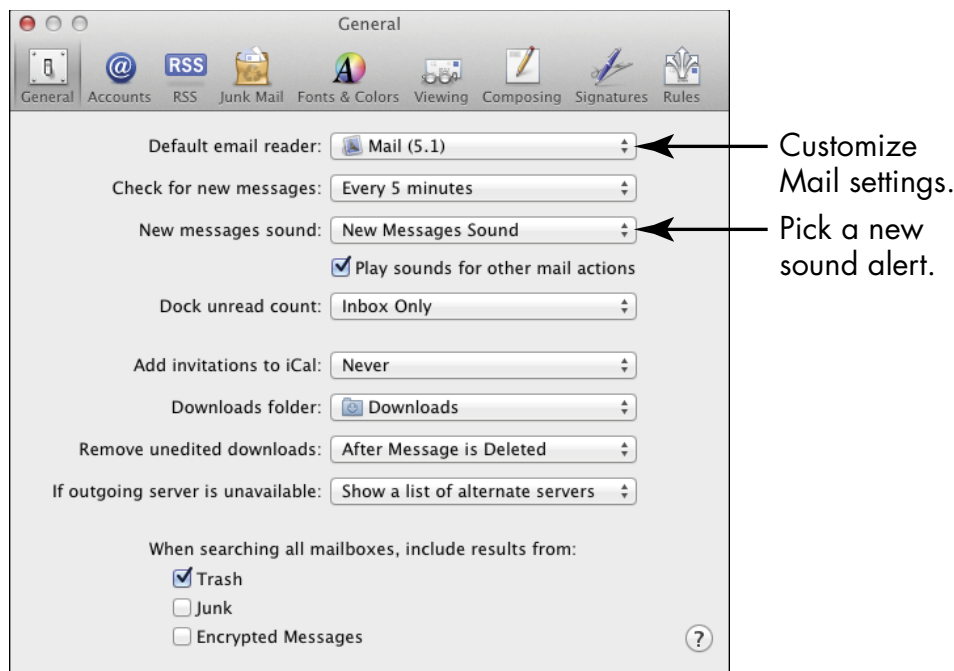 General
General Accounts RSS Junk Mail Fonts & Colors Viewing Composing Signatures Rules
RSS
Default email reader: Mail (5.1)
Customize
Mail settings.
Check for new messages: Every 5 minutes
New messages sound: New Messages Sound
Pick a new
sound alert.
Play sounds for other mail actions
Dock unread count: Inbox Only
Add invitations to iCal: Never
Downloads folder: Downloads
Remove unedited downloads: After Message is Deleted
If outgoing server is unavailable: Show a list of alternate servers
When searching all mailboxes, include results from:
Trash
Junk
Encrypted Messages
?